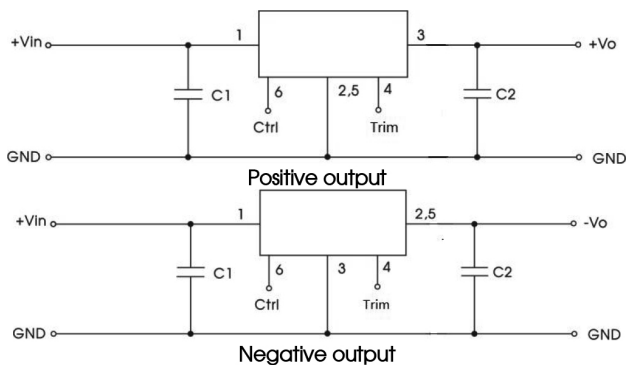 +Vin 1 3 +Vo
C1 6 2,5 4 C2
Ctrl Trim
GND GND
Positive output
+Vin 1 2,5 -Vo
C1 6 3 4 C2
Ctrl Trim
GND GND
Negative output